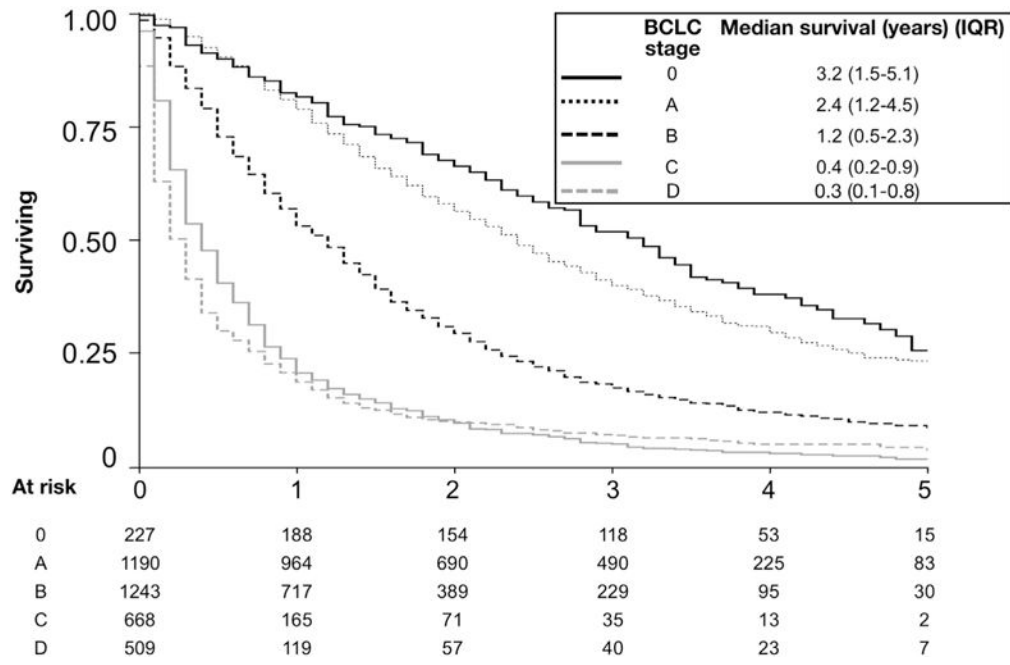 BCLC stage Median survival (years) (IQR)
0 3.2 (1.5-5.1)
A 2.4 (1.2-4.5)
B 1.2 (0.5-2.3)
C 0.4 (0.2-0.9)
D 0.3 (0.1-0.8)
Surviving
1.00
0.75
0.50
0.25
0
0 1 2 3 4 5
At risk
0 227 188 154 118 53 15
A 1190 964 690 490 225 83
B 1243 717 389 229 95 30
C 668 165 71 35 13 2
D 509 119 57 40 23 7